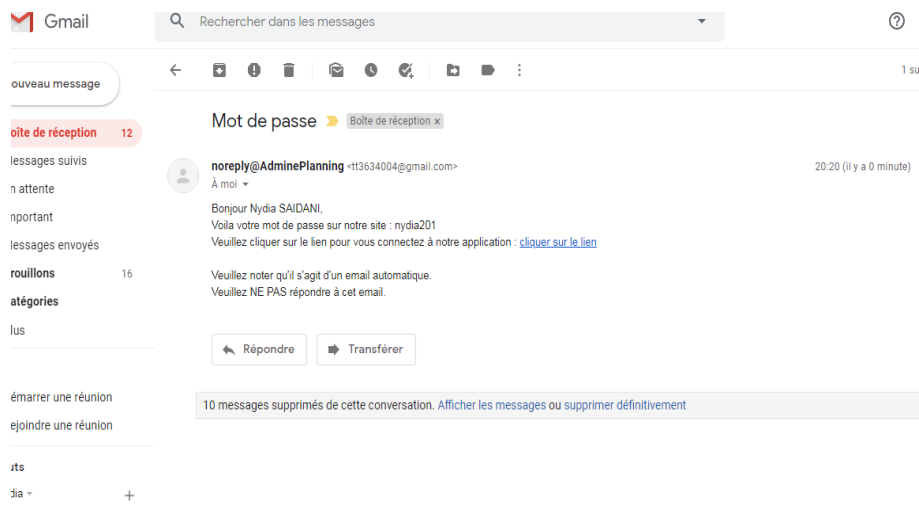 Gmail
Rechercher dans les messages
ouveau message
1 su
oîte de réception 12
Mot de passe Boîte de réception x
lessages suivis
n attente
noreply@AdminePlanning <tt3634004@gmail.com> 20:20 (il y a 0 minute)
À moi
nportant
Bonjour Nydia SAIDANI,
Voila votre mot de passe sur notre site : nydia201
Veuillez cliquer sur le lien pour vous connectez à notre application : cliquer sur le lien
lessages envoyés
rouillons 16
Veuillez noter qu'il s'agit d'un email automatique.
Veuillez NE PAS répondre à cet email.
atégories
lus
Répondre Transférer
émarrer une réunion
10 messages supprimés de cette conversation. Afficher les messages ou supprimer définitivement
ejoindre une réunion
uts
dia